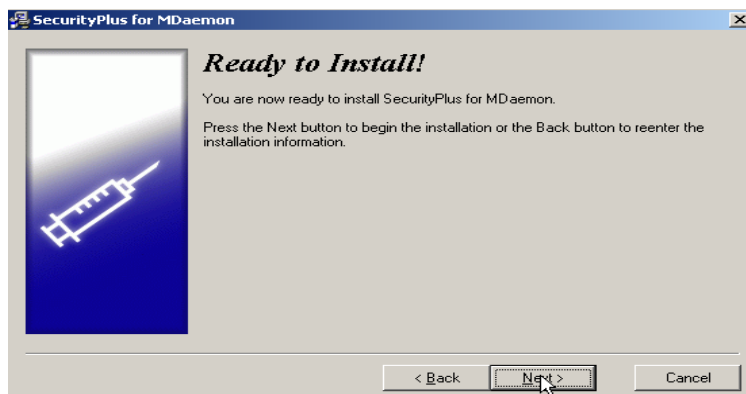 SecurityPlus for MDaemon
Ready to Install!
You are now ready to install SecurityPlus for MDaemon.
Press the Next button to begin the installation or the Back button to reenter the
installation information.
< Back
Next >
Cancel